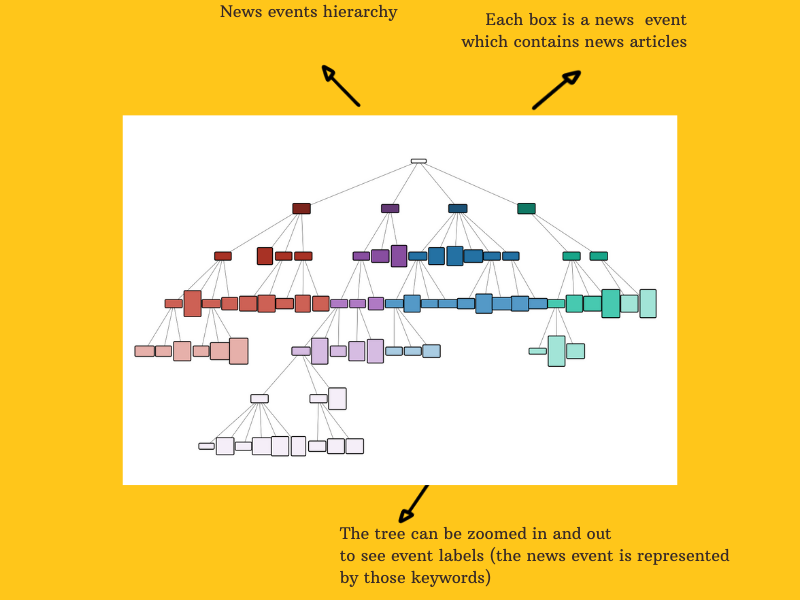 News events hierarchy
Each box is a news  event
which contains news articles
The tree can be zoomed in and out
to see event labels (the news event is represented
by those keywords)